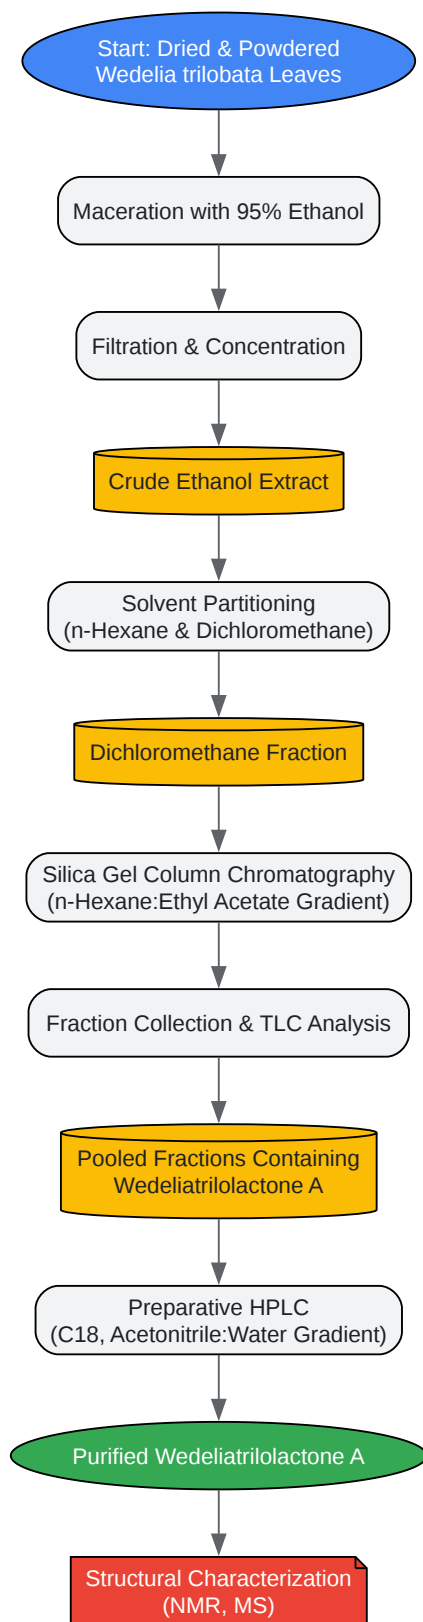 Start: Dried & Powdered
Wedelia trilobata Leaves
Maceration with 95% Ethanol
Filtration & Concentration
Crude Ethanol Extract
Solvent Partitioning
(n-Hexane & Dichloromethane)
Dichloromethane Fraction
Silica Gel Column Chromatography
(n-Hexane:Ethyl Acetate Gradient)
Fraction Collection & TLC Analysis
Pooled Fractions Containing
Wedeliatrilolactone A
Preparative HPLC
(C18, Acetonitrile:Water Gradient)
Purified Wedeliatrilolactone A
Structural Characterization
(NMR, MS)